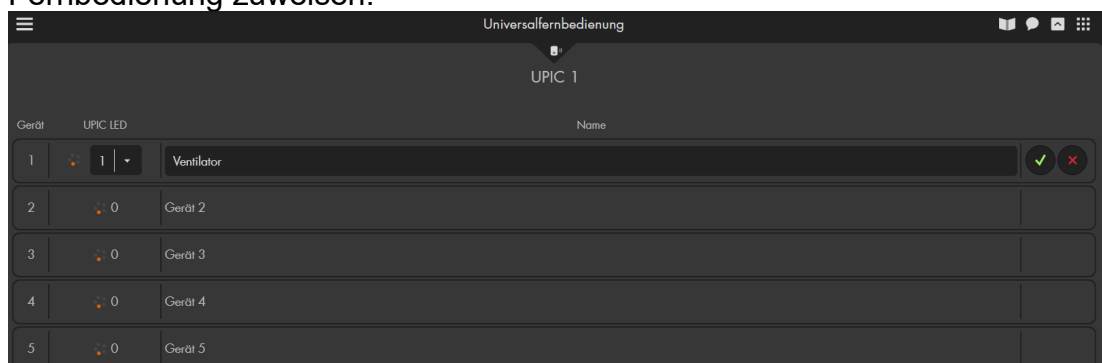 Fernbedienung zuweisen.
Universalfernbedienung
UPIC 1
Gerät UPIC LED Name
1 1 Ventilator
2 0 Gerät 2
3 0 Gerät 3
4 0 Gerät 4
5 0 Gerät 5